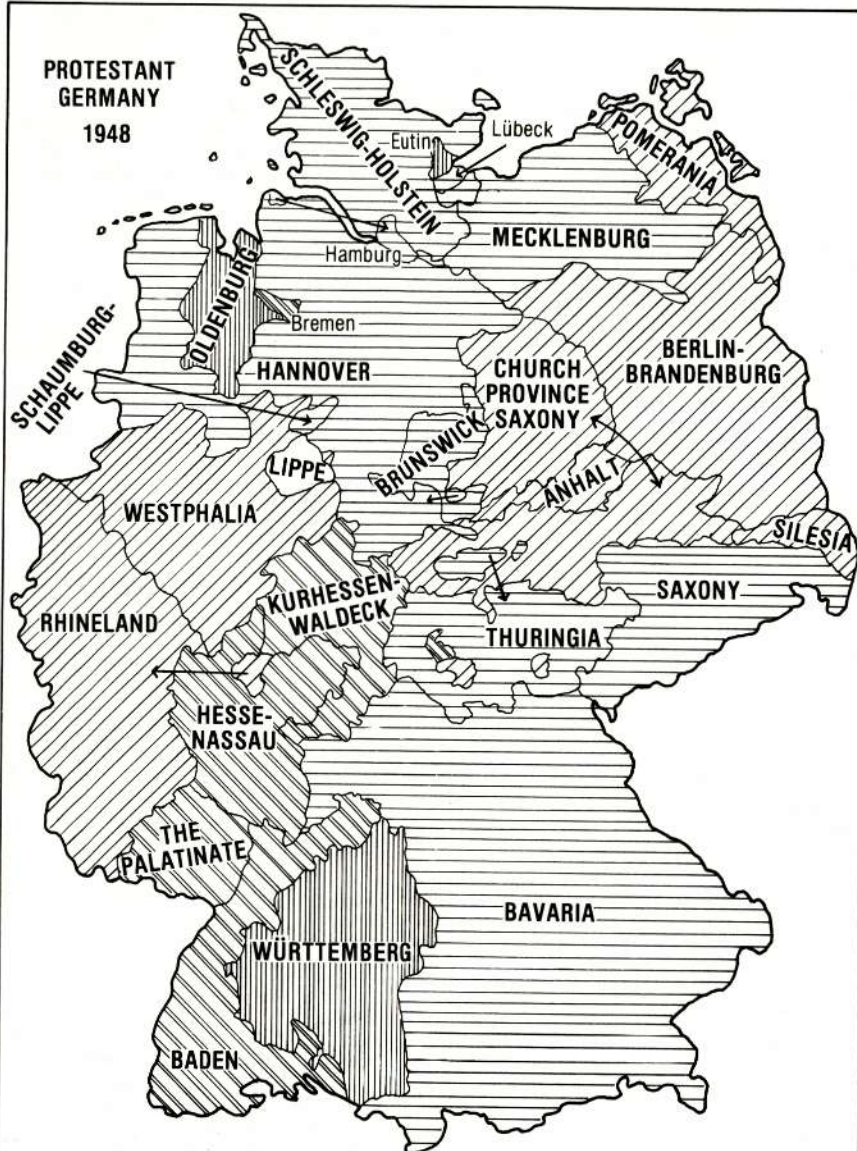 PROTESTANT
GERMANY
1948
SCHLESWIG-HOLSTEIN
Eutin
Lübeck
POMERANIA
MECKLENBURG
Hamburg
OLDENBURG
Bremen
SCHAUMBURG-
LIPPE
HANNOVER
CHURCH
PROVINCE
SAXONY
BERLIN-
BRANDENBURG
BRUNSWICK
LIPPE
ANHALT
WESTPHALIA
SILESIA
SAXONY
KURHESSEN-
WALDECK
RHINELAND
THURINGIA
HESSE-
NASSAU
THE
PALATINATE
BAVARIA
WÜRTTEMBERG
BADEN